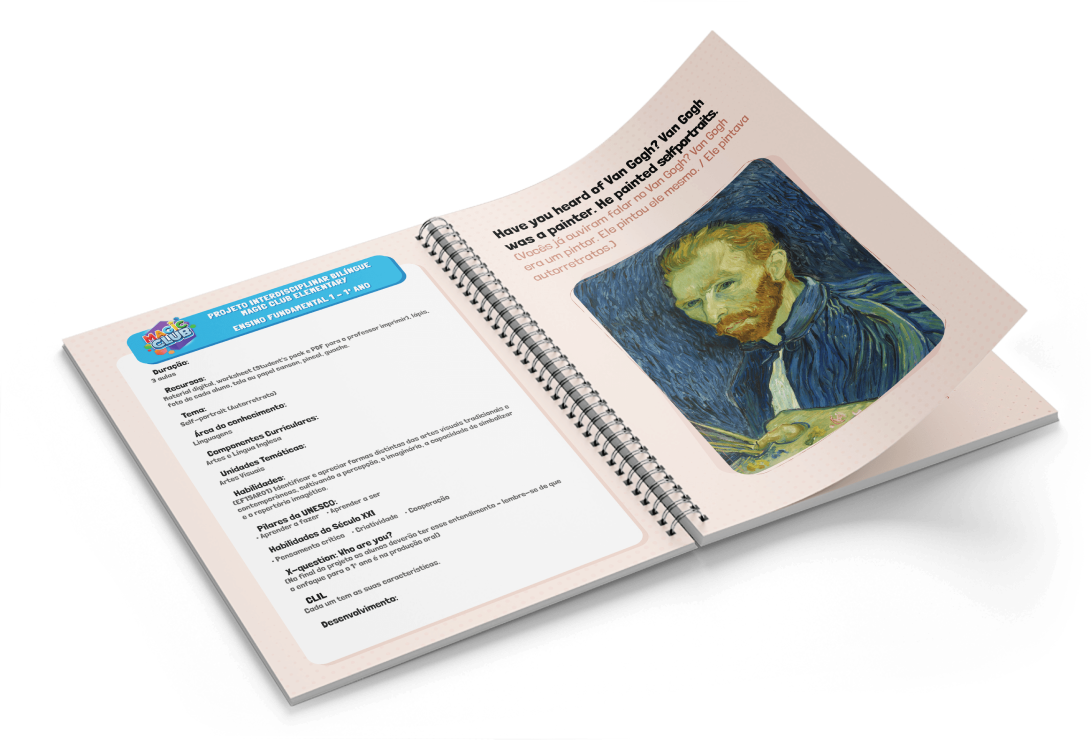 PROJETO INTERDISCIPLINAR BILÍNGUE
MAGIC CLUB ELEMENTARY
ENSINO FUNDAMENTAL 1 - 1º ANO
MAGIC
CLUB
Duração:
3 aulas
Recursos:
Material digital, worksheet (Student's pack e PDF para o professor imprimir), lápis,
foto de cada aluno, tela ou papel canson, pincel, guache.
Tema:
Self-portrait (Autorretrato)
Área do conhecimento:
Linguagens
Componentes Curriculares:
Artes e Língua Inglesa
Unidades Temáticas:
Artes Visuais
Habilidades:
(EF15AR01) Identificar e apreciar formas distintas das artes visuais tradicionais e
contemporâneas, cultivando a percepção, o imaginário, a capacidade de simbolizar
e o repertório imagético.
Pilares da UNESCO:
• Aprender a fazer • Aprender a ser
Habilidades do Século XXI
• Pensamento crítico • Criatividade • Cooperação
X-question: Who are you?
(No final do projeto os alunos deverão ter esse entendimento - lembre-se de que
o enfoque para o 1º ano é na produção oral)
CLIL
Cada um tem as suas características.
Desenvolvimento:
Have you heard of Van Gogh? Van Gogh
was a painter. He painted selfportraits.
(Vocês já ouviram falar no Van Gogh? Van Gogh
era um pintor. Ele pintou ele mesmo. / Ele pintava
autorretratos.)